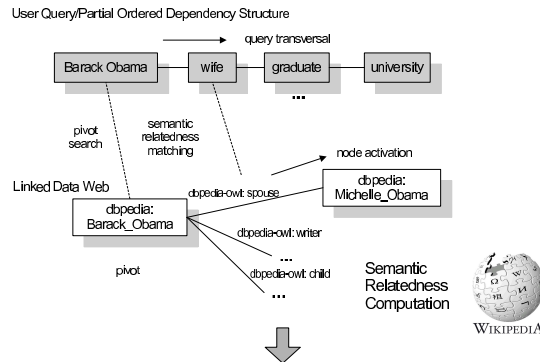 User Query/Partial Ordered Dependency Structure
query transversal
Barack Obama
wife
graduate
university
...
pivot
search
semantic
relatedness
matching
node activation
Linked Data Web
dbpedia-owl: spouse
dbpedia:
Michelle_Obama
dbpedia:
Barack_Obama
dbpedia-owl: writer
...
pivot
dbpedia-owl: child
...
Semantic
Relatedness
Computation
WIKIPEDIA